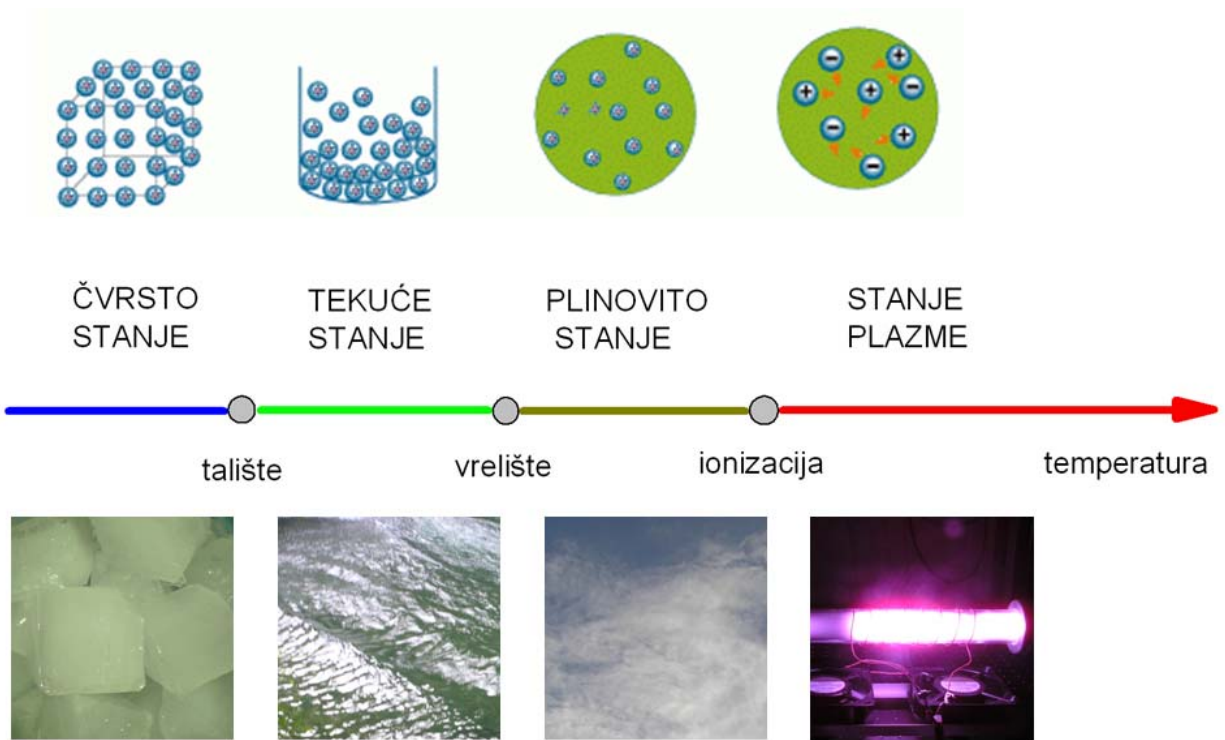 ČVRSTO
STANJE
TEKUĆE
STANJE
PLINOVITO
STANJE
STANJE
PLAZME
talište
vrelište
ionizacija
temperatura